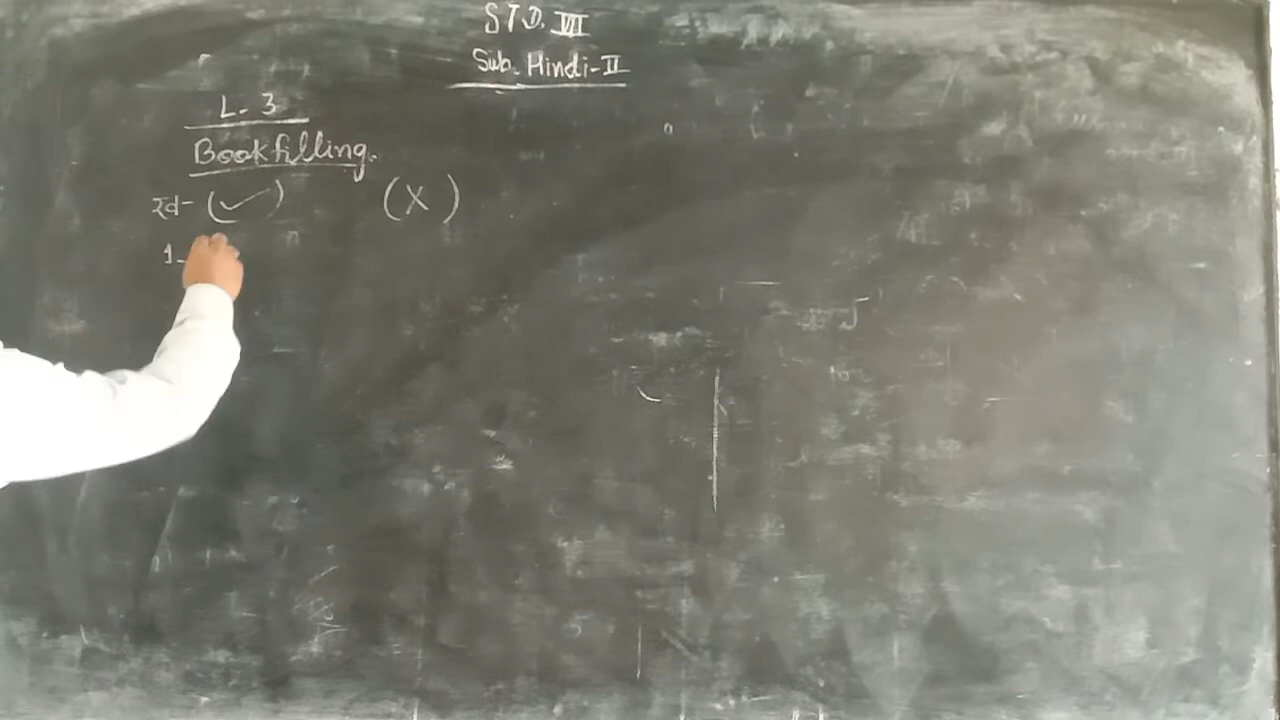 STD. VII
Sub. Hindi-II
L- 3
Bookfilling.
ख- (✓) (X)
1-